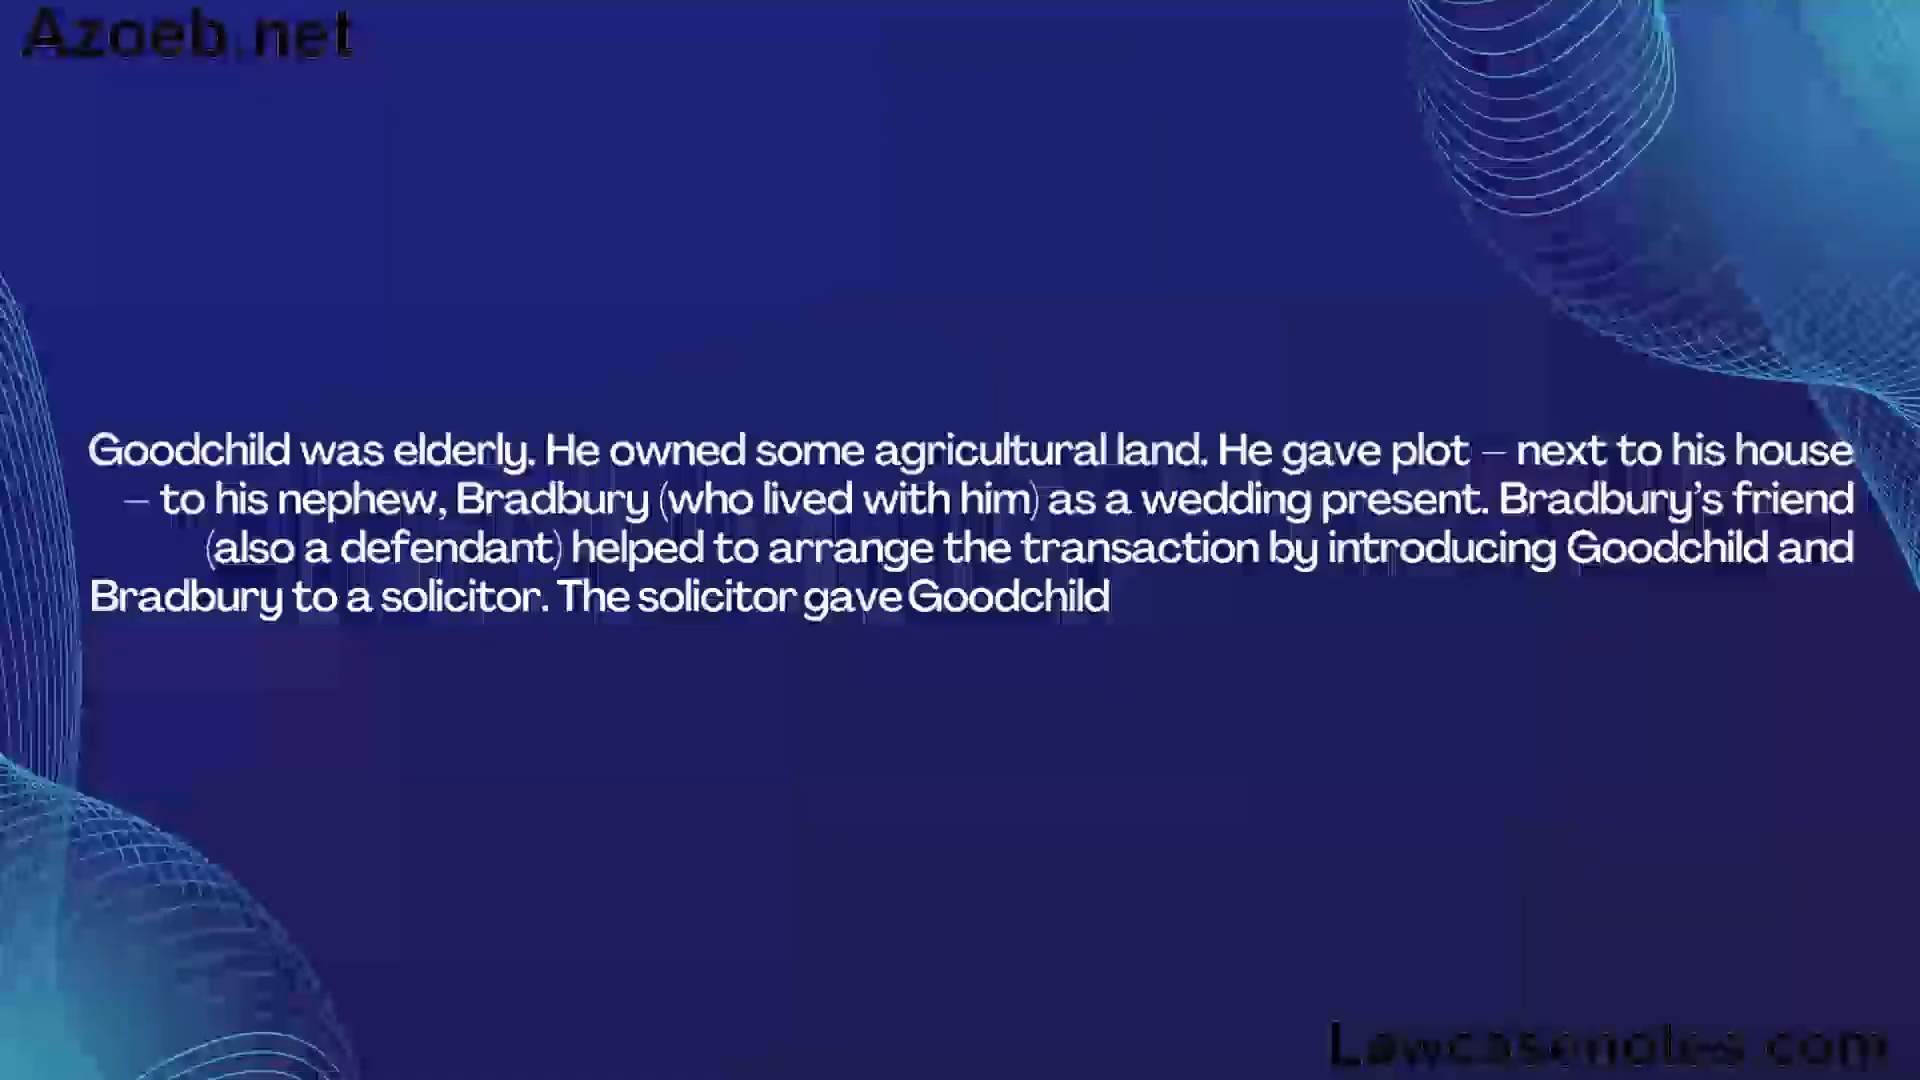 Azoeb.net
Goodchild was elderly. He owned some agricultural land. He gave plot – next to his house
– to his nephew, Bradbury (who lived with him) as a wedding present. Bradbury’s friend
(also a defendant) helped to arrange the transaction by introducing Goodchild and
Bradbury to a solicitor. The solicitor gave Goodchild
Lawcasenotes.com